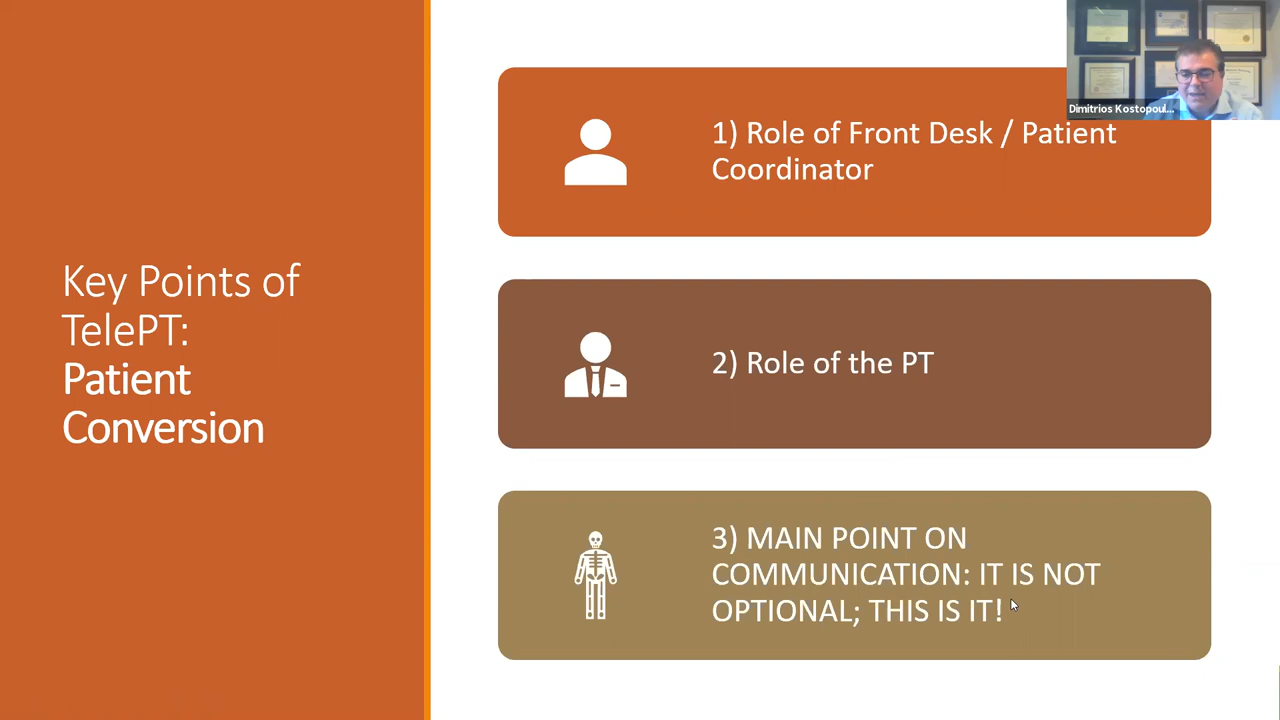 Key Points of
TelePT:
Patient
Conversion
Dimitrios Kostopoul...
1) Role of Front Desk / Patient
Coordinator
2) Role of the PT
3) MAIN POINT ON
COMMUNICATION: IT IS NOT
OPTIONAL; THIS IS IT!